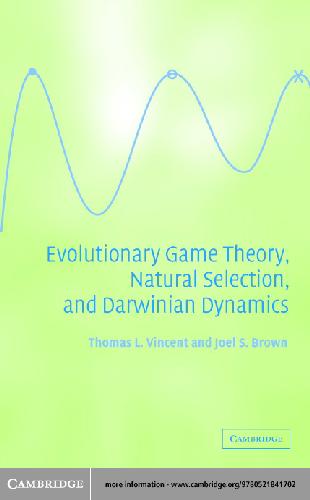 Evolutionary Game Theory,
Natural Selection,
and Darwinian Dynamics
Thomas L. Vincent and Joel S. Brown
CAMBRIDGE
CAMBRIDGE
more information - www.cambridge.org/9780521841702